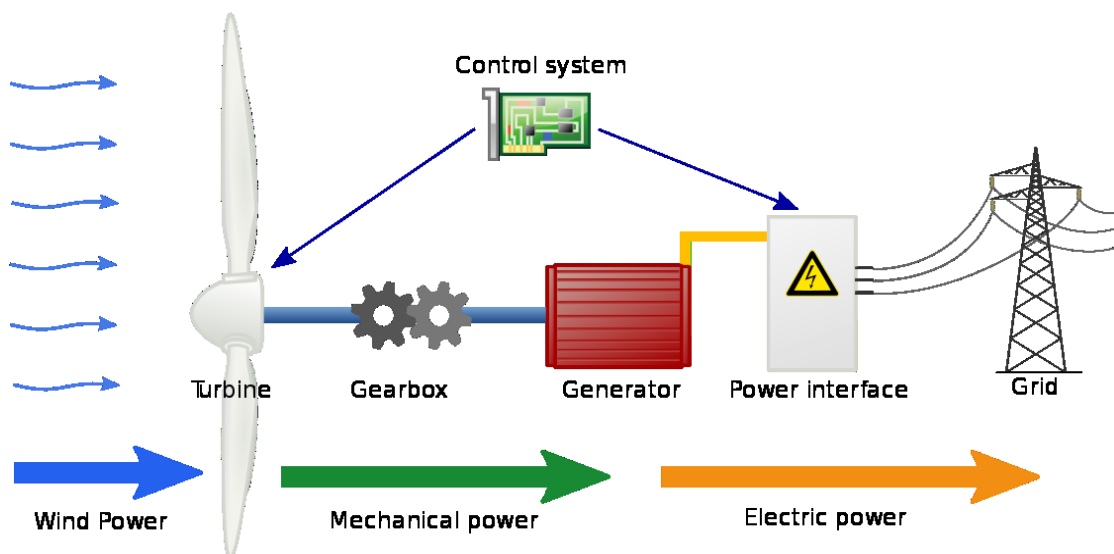 Control system
Turbine
Gearbox
Generator
Power interface
Grid
Wind Power
Mechanical power
Electric power